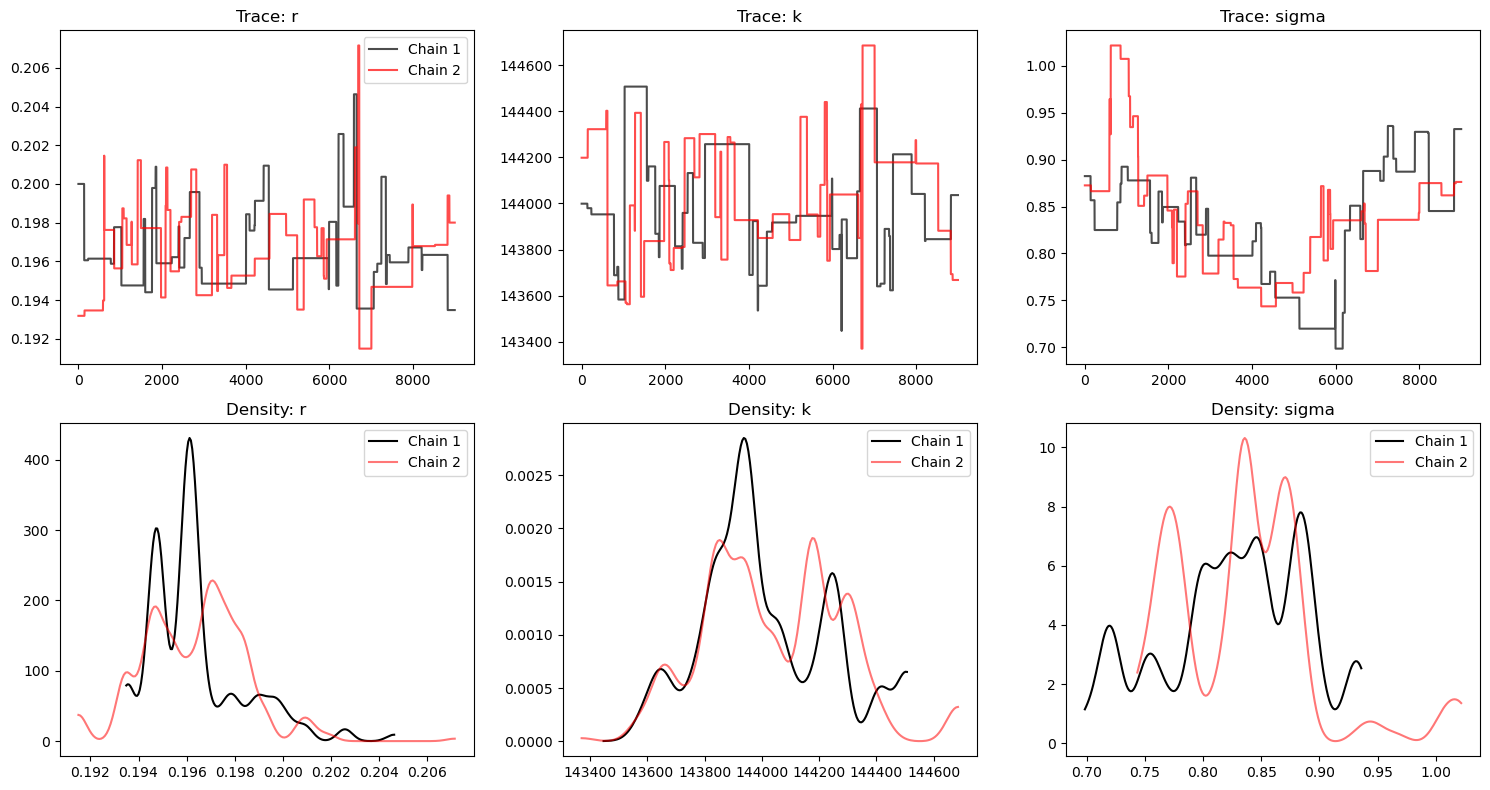 Trace: r
Chain 1
Chain 2
0.206
0.204
0.202
0.200
0.198
0.196
0.194
0.192
0 2000 4000 6000 8000
Trace: k
144600
144400
144200
144000
143800
143600
143400
0 2000 4000 6000 8000
Trace: sigma
1.00
0.95
0.90
0.85
0.80
0.75
0.70
0 2000 4000 6000 8000
Density: r
Chain 1
Chain 2
400
300
200
100
0
0.192 0.194 0.196 0.198 0.200 0.202 0.204 0.206
Density: k
Chain 1
Chain 2
0.0025
0.0020
0.0015
0.0010
0.0005
0.0000
143400 143600 143800 144000 144200 144400 144600
Density: sigma
Chain 1
Chain 2
10
8
6
4
2
0
0.70 0.75 0.80 0.85 0.90 0.95 1.00